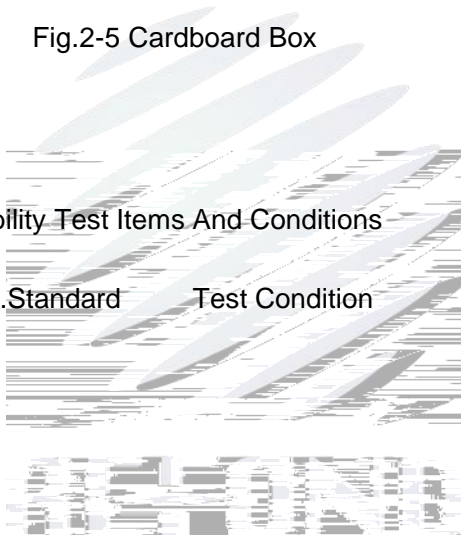 Fig.2-5 Cardboard Box
bility Test Items And Conditions
.Standard Test Condition